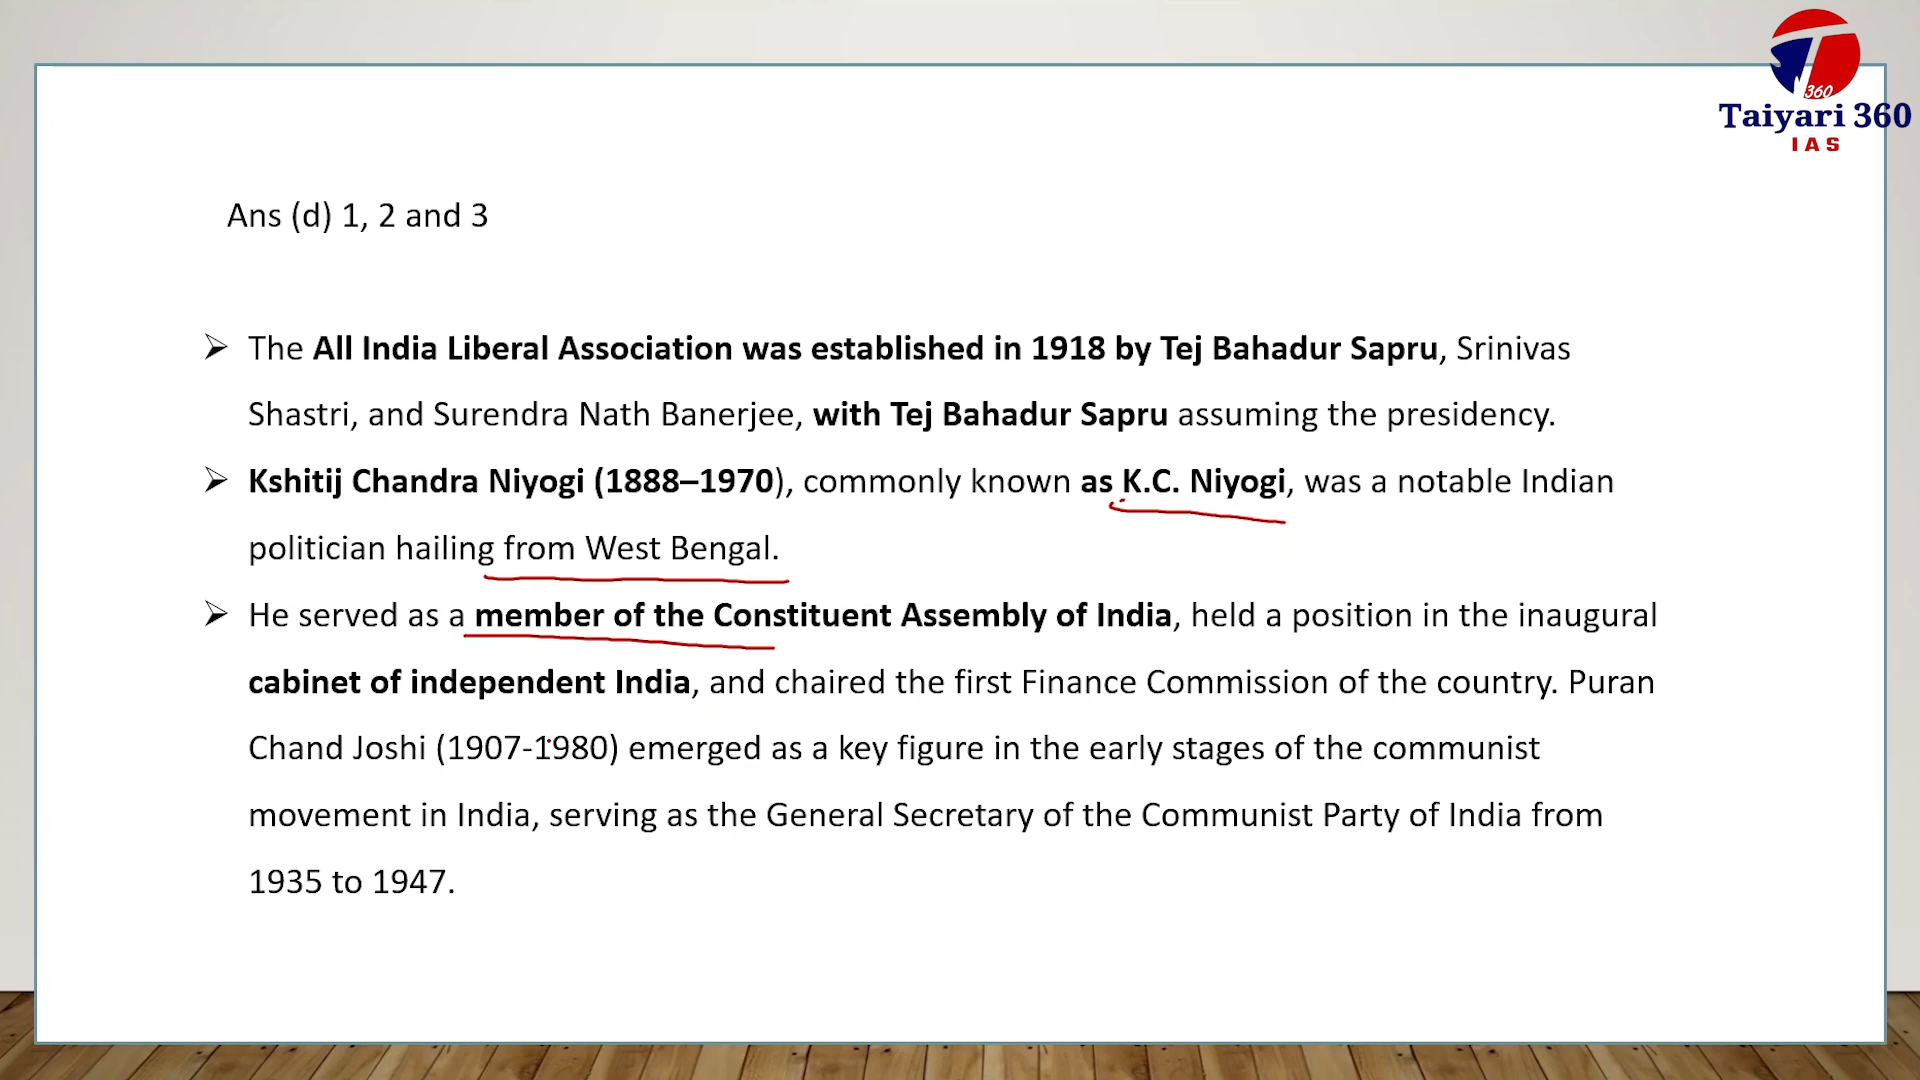 360
Taiyari 360
IAS
Ans (d) 1, 2 and 3
➢ The All India Liberal Association was established in 1918 by Tej Bahadur Sapru, Srinivas
Shastri, and Surendra Nath Banerjee, with Tej Bahadur Sapru assuming the presidency.
➢ Kshitij Chandra Niyogi (1888–1970), commonly known as K.C. Niyogi, was a notable Indian
politician hailing from West Bengal.
➢ He served as a member of the Constituent Assembly of India, held a position in the inaugural
cabinet of independent India, and chaired the first Finance Commission of the country. Puran
Chand Joshi (1907-1980) emerged as a key figure in the early stages of the communist
movement in India, serving as the General Secretary of the Communist Party of India from
1935 to 1947.